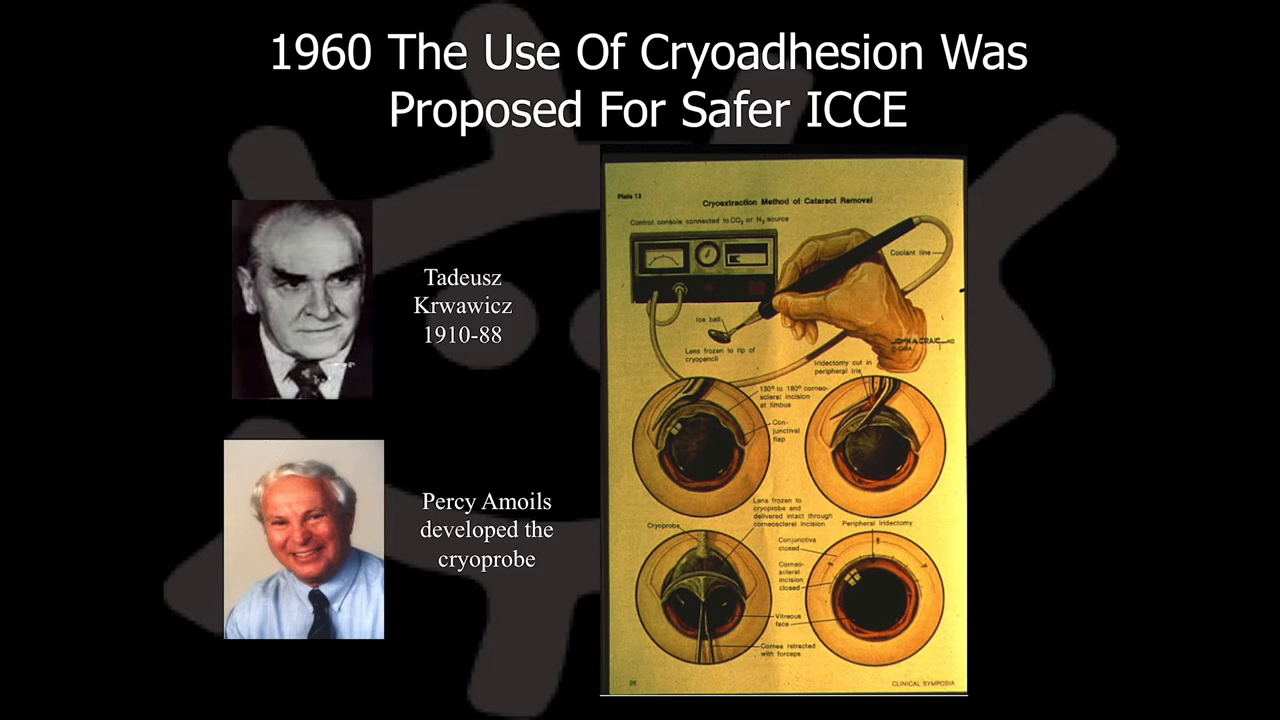 1960 The Use Of Cryoadhesion Was
Proposed For Safer ICCE
Tadeusz
Krwawicz
1910-88
Percy Amoils
developed the
cryoprobe
Plate 12
Cryoextraction Method of Cataract Removal
Control console connected to CO2 or N2 source
Coolant line
Ice ball
Lens frozen to tip of
cryopencil
JOHN A. CRAIG
Iridectomy cut in
peripheral iris
130° to 180° corneo-
scleral incision
at limbus
Con-
junctival
flap
Lens frozen to
cryoprobe and
delivered intact through
corneoscleral incision
Cryoprobe
Peripheral iridectomy
Conjunctiva
closed
Corneo-
scleral
incision
closed
Vitreous
face
Cornea retracted
with forceps
CLINICAL SYMPOSIA